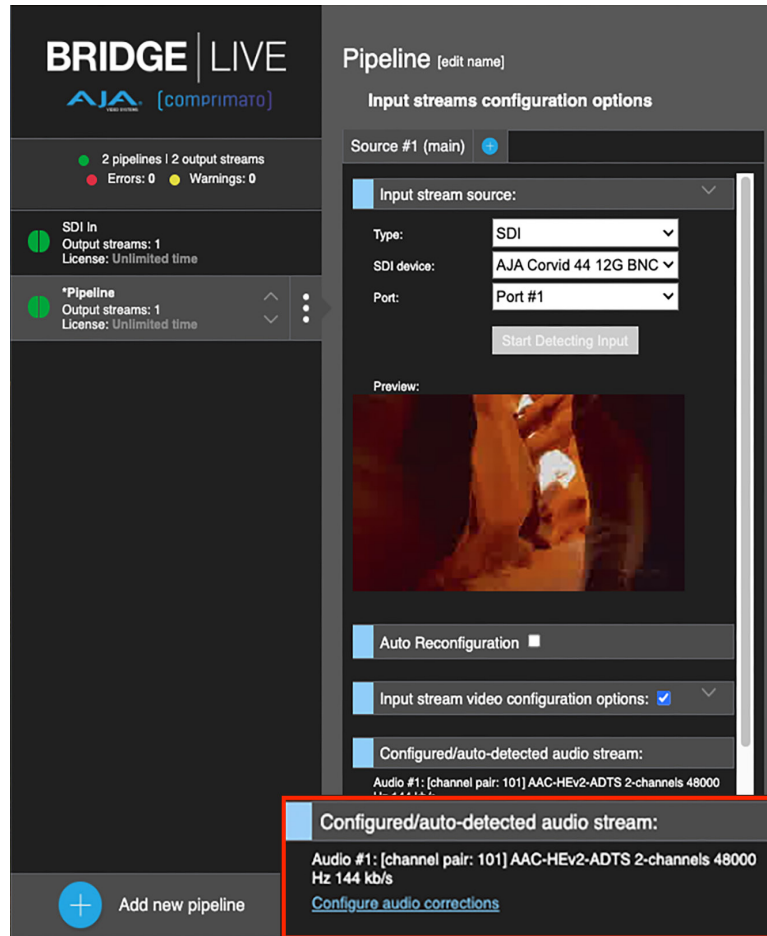 BRIDGE LIVE
AJA VIDEO SYSTEMS [comprimato]
2 pipelines | 2 output streams
Errors: 0 Warnings: 0
SDI In
Output streams: 1
License: Unlimited time
*Pipeline
Output streams: 1
License: Unlimited time
Add new pipeline
Pipeline [edit name]
Input streams configuration options
Source #1 (main)
Input stream source:
Type: SDI
SDI device: AJA Corvid 44 12G BNC
Port: Port #1
Start Detecting Input
Preview:
Auto Reconfiguration
Input stream video configuration options:
Configured/auto-detected audio stream:
Audio #1: [channel pair: 101] AAC-HEv2-ADTS 2-channels 48000
Hz 144 kb/s
Configured/auto-detected audio stream:
Audio #1: [channel pair: 101] AAC-HEv2-ADTS 2-channels 48000
Hz 144 kb/s
Configure audio corrections